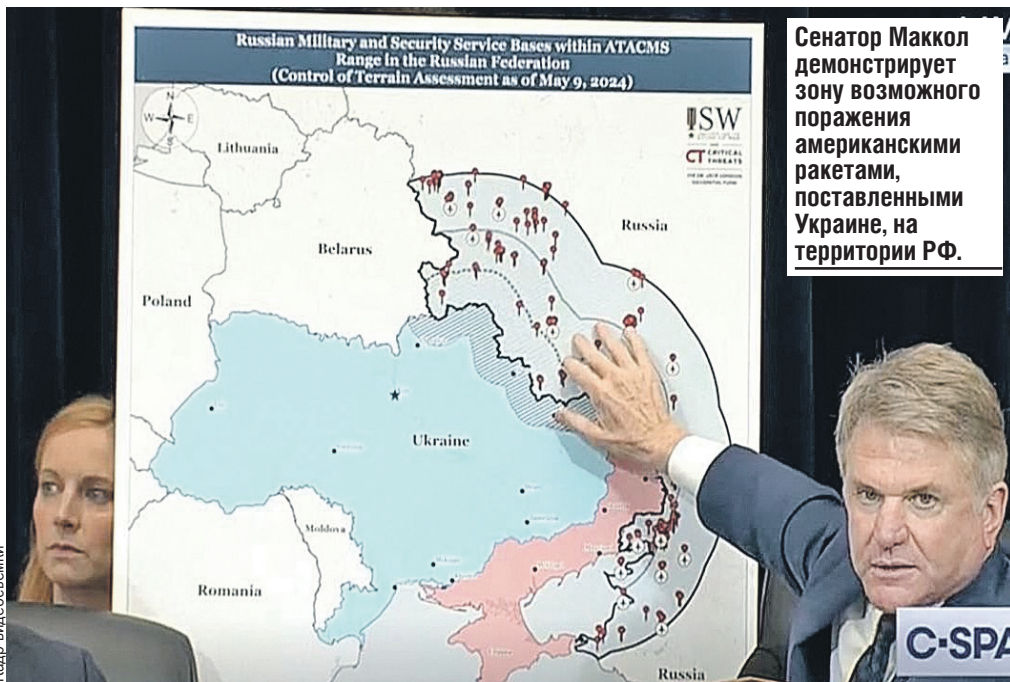 Russian Military and Security Service Bases within ATACMS
Range in the Russian Federation
(Control of Terrain Assessment as of May 9, 2024)
Сенатор Маккол
демонстрирует
зону возможного
поражения
американскими
ракетами,
поставленными
Украине, на
территории РФ.
N
W
E
S
ISW
CT CRITICAL
THREATS
Lithuania
Russia
Belarus
Poland
Ukraine
Moldova
Romania
Russia
C-SPA
Кадр видеосъемки